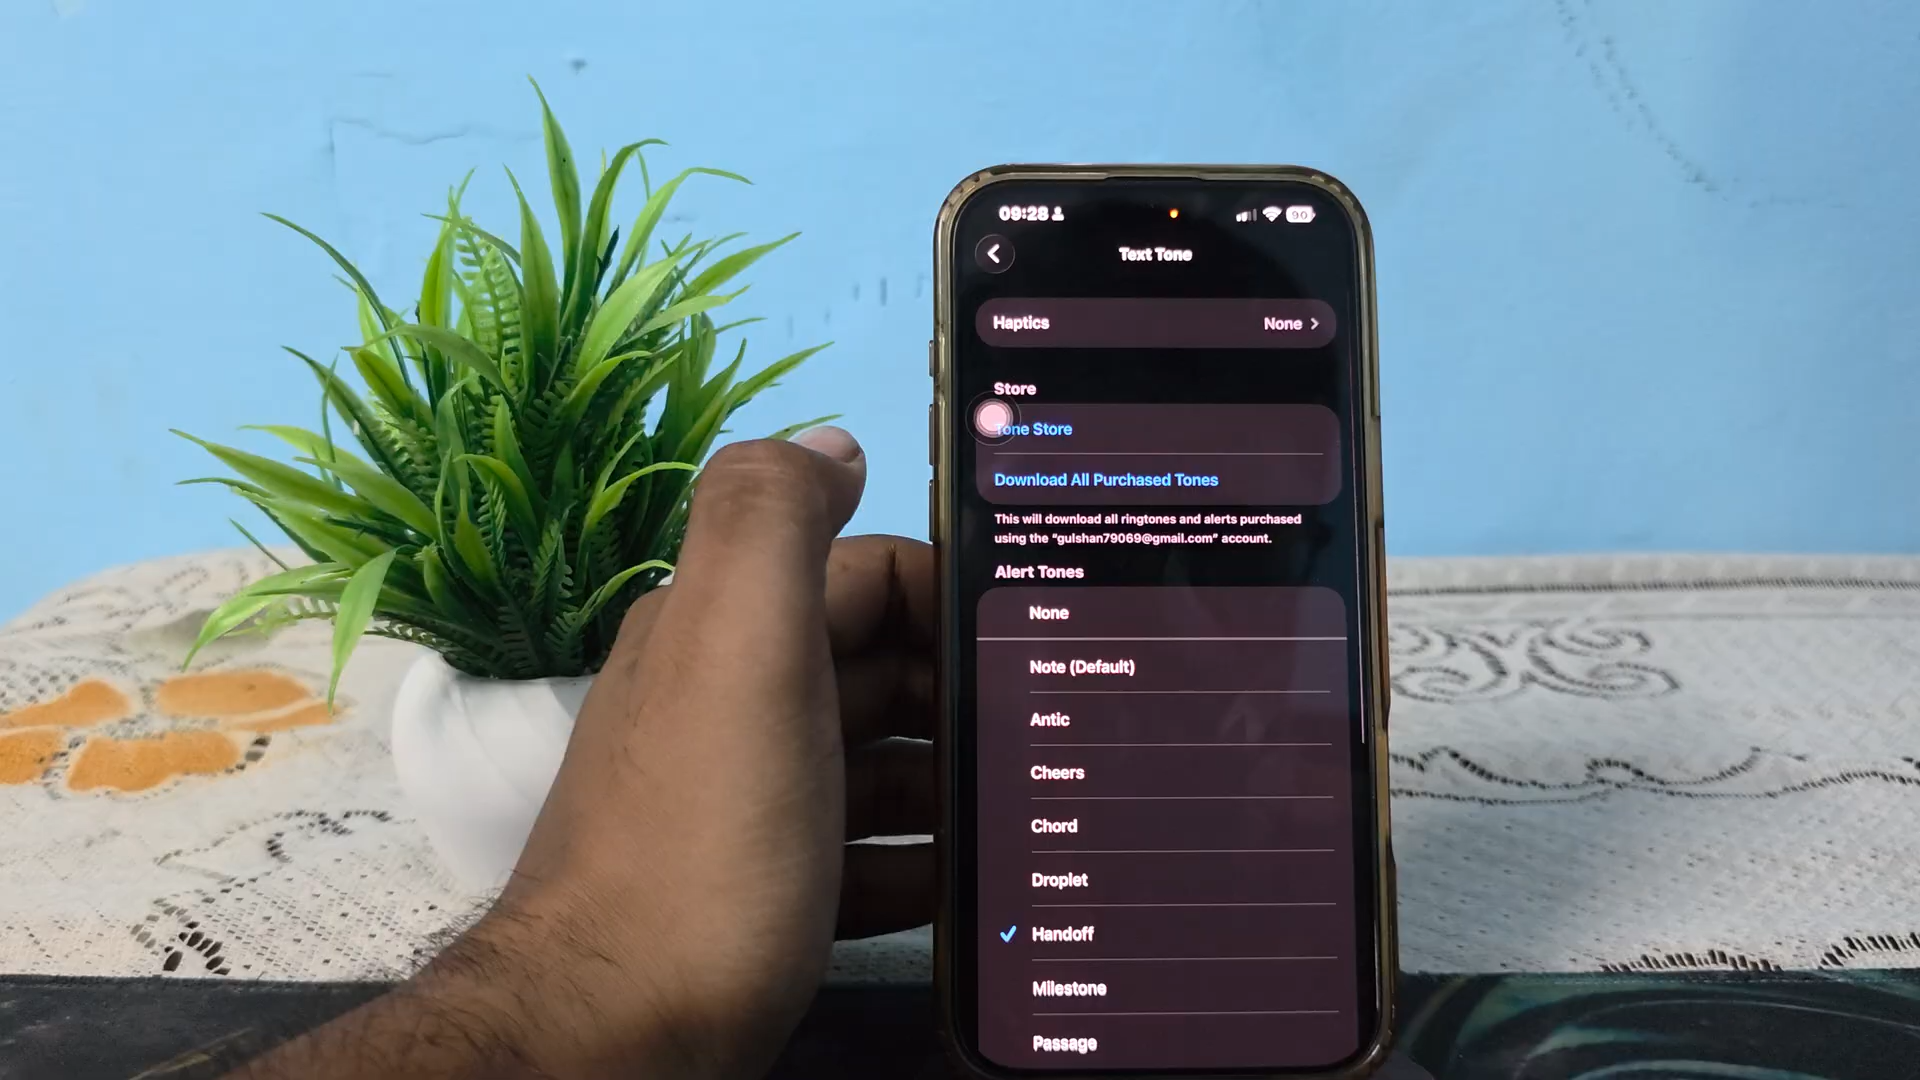 09:28
90
Text Tone
Haptics None
Store
Tone Store
Download All Purchased Tones
This will download all ringtones and alerts purchased
using the “gulshan79069@gmail.com” account.
Alert Tones
None
Note (Default)
Antic
Cheers
Chord
Droplet
Handoff
Milestone
Passage